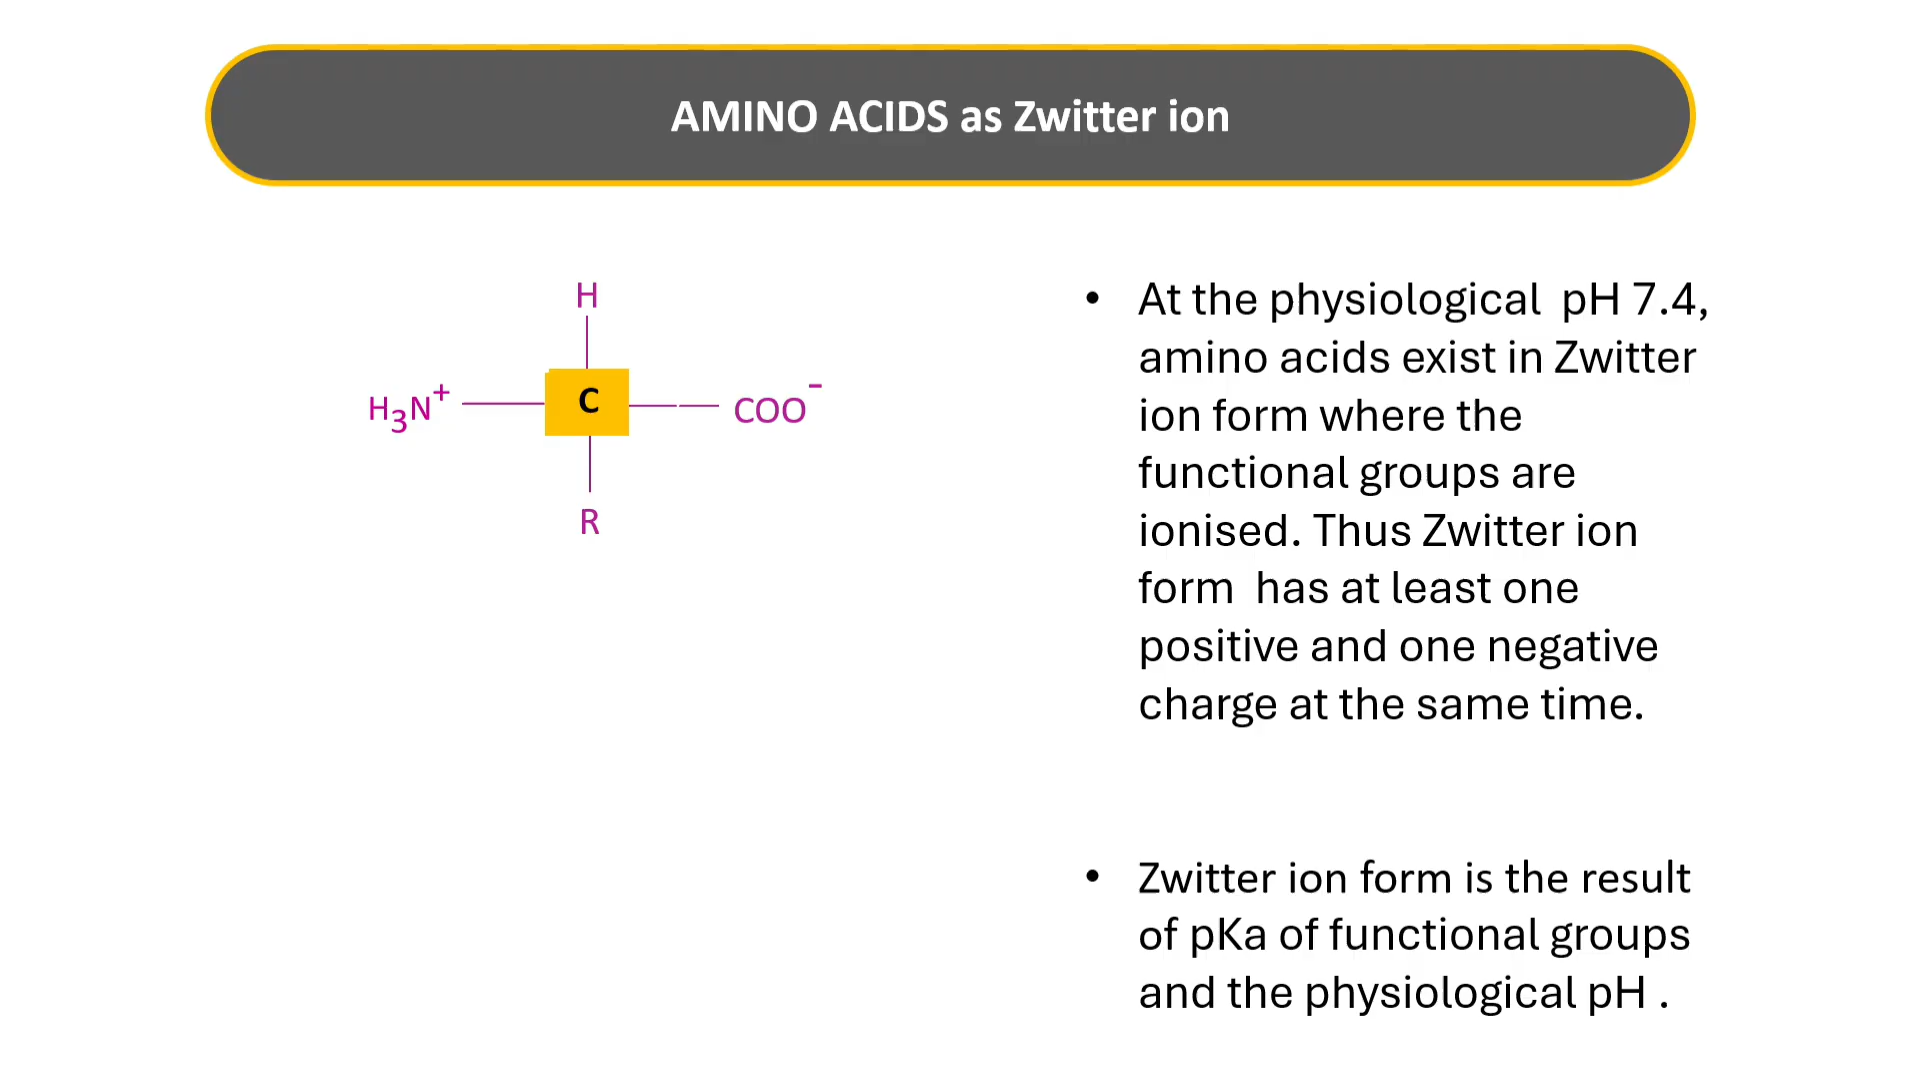 AMINO ACIDS as Zwitter ion
H
H₃N⁺
C
COO⁻
R
• At the physiological  pH 7.4,
amino acids exist in Zwitter
ion form where the
functional groups are
ionised. Thus Zwitter ion
form  has at least one
positive and one negative
charge at the same time.
• Zwitter ion form is the result
of pKa of functional groups
and the physiological pH .